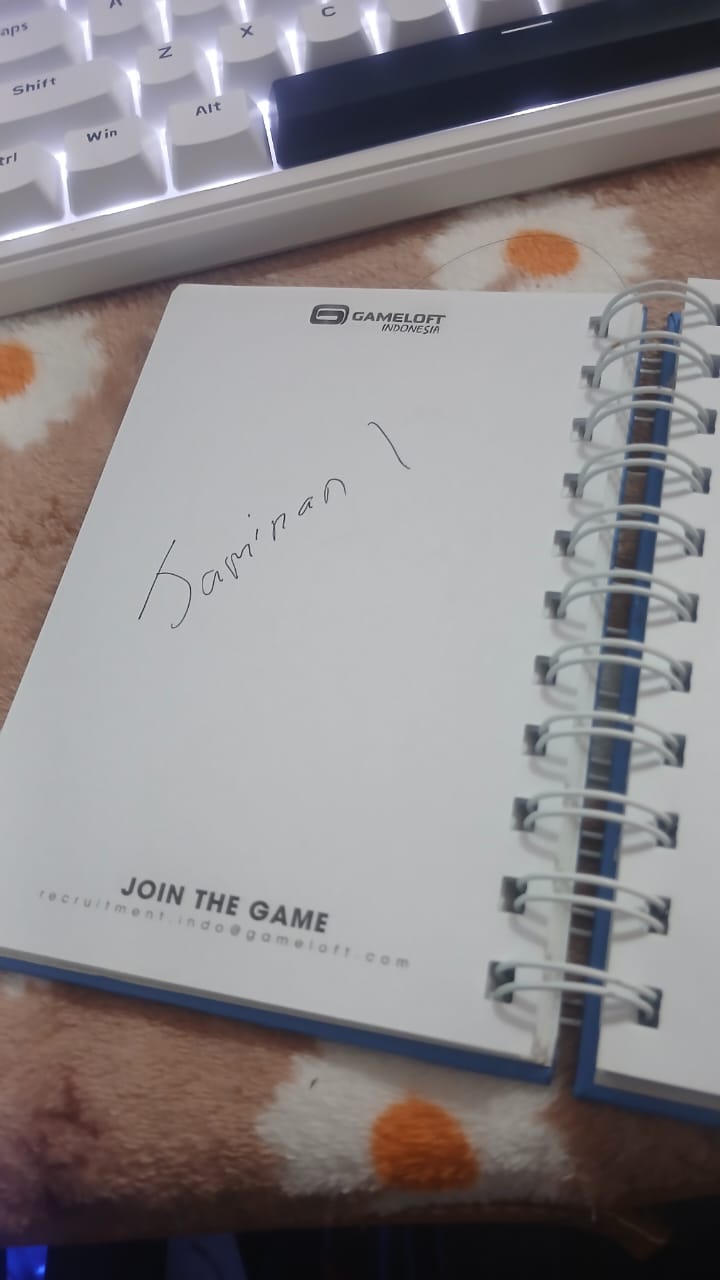 aps
A
Shift
Z
X
C
trl
Win
Alt
GAMELOFT
INDONESIA
Jaminan 1
JOIN THE GAME
recruitment.indo@gameloft.com